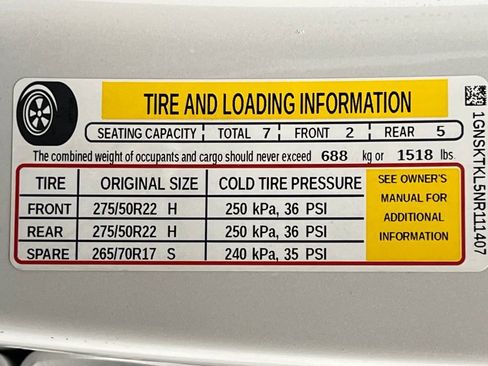 TIRE AND LOADING INFORMATION
SEATING CAPACITY TOTAL 7 FRONT 2 REAR 5
The combined weight of occupants and cargo should never exceed 688 kg or 1518 lbs
TIRE ORIGINAL SIZE COLD TIRE PRESSURE
FRONT 275/50R22 H 250 kPa, 36 PSI
REAR 275/50R22 H 250 kPa, 36 PSI
SPARE 265/70R17 S 240 kPa, 35 PSI
SEE OWNER'S
MANUAL FOR
ADDITIONAL
INFORMATION
1GNSKTKL5NR111407